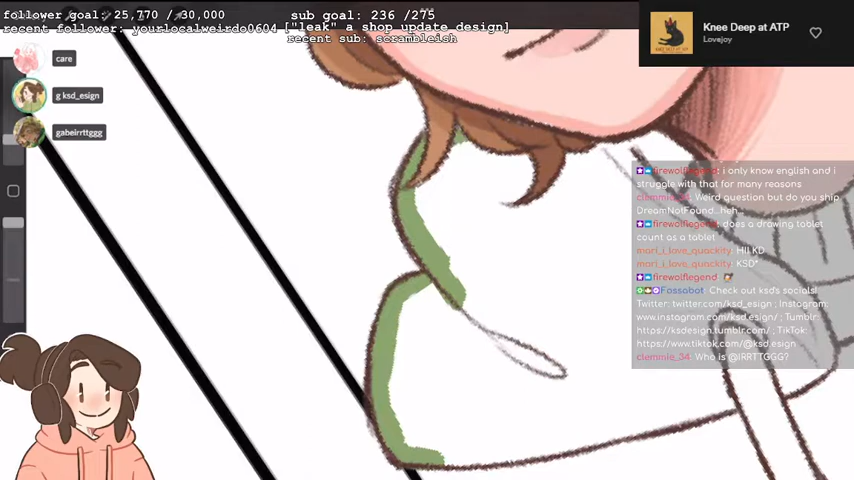 follower goal: 25,770 / 30,000
sub goal: 236 /275
recent follower: yourlocalweirdo0604 ["leak" a shop update design]
recent sub: scrambleish
Knee Deep at ATP
Lovejoy
care
g ksd_esign
gabeirrttggg
firewolflegend: i only know english and i
struggle with that for many reasons
clemmie_34: Weird question but do you ship
DreamNotFound...heh..
firewolflegend: does a drawing tablet
count as a tablet
mari_i_love_quackity: HII KD
mari_i_love_quackity: KSD*
firewolflegend:
Fossabot: Check out ksd's socials!
Twitter: twitter.com/ksd_esign ; Instagram:
www.instagram.com/ksd.esign/ ; Tumblr:
https://ksdesign.tumblr.com/ ; TikTok:
https://www.tiktok.com/@ksd.esign
clemmie_34: Who is @IRRTTGGG?